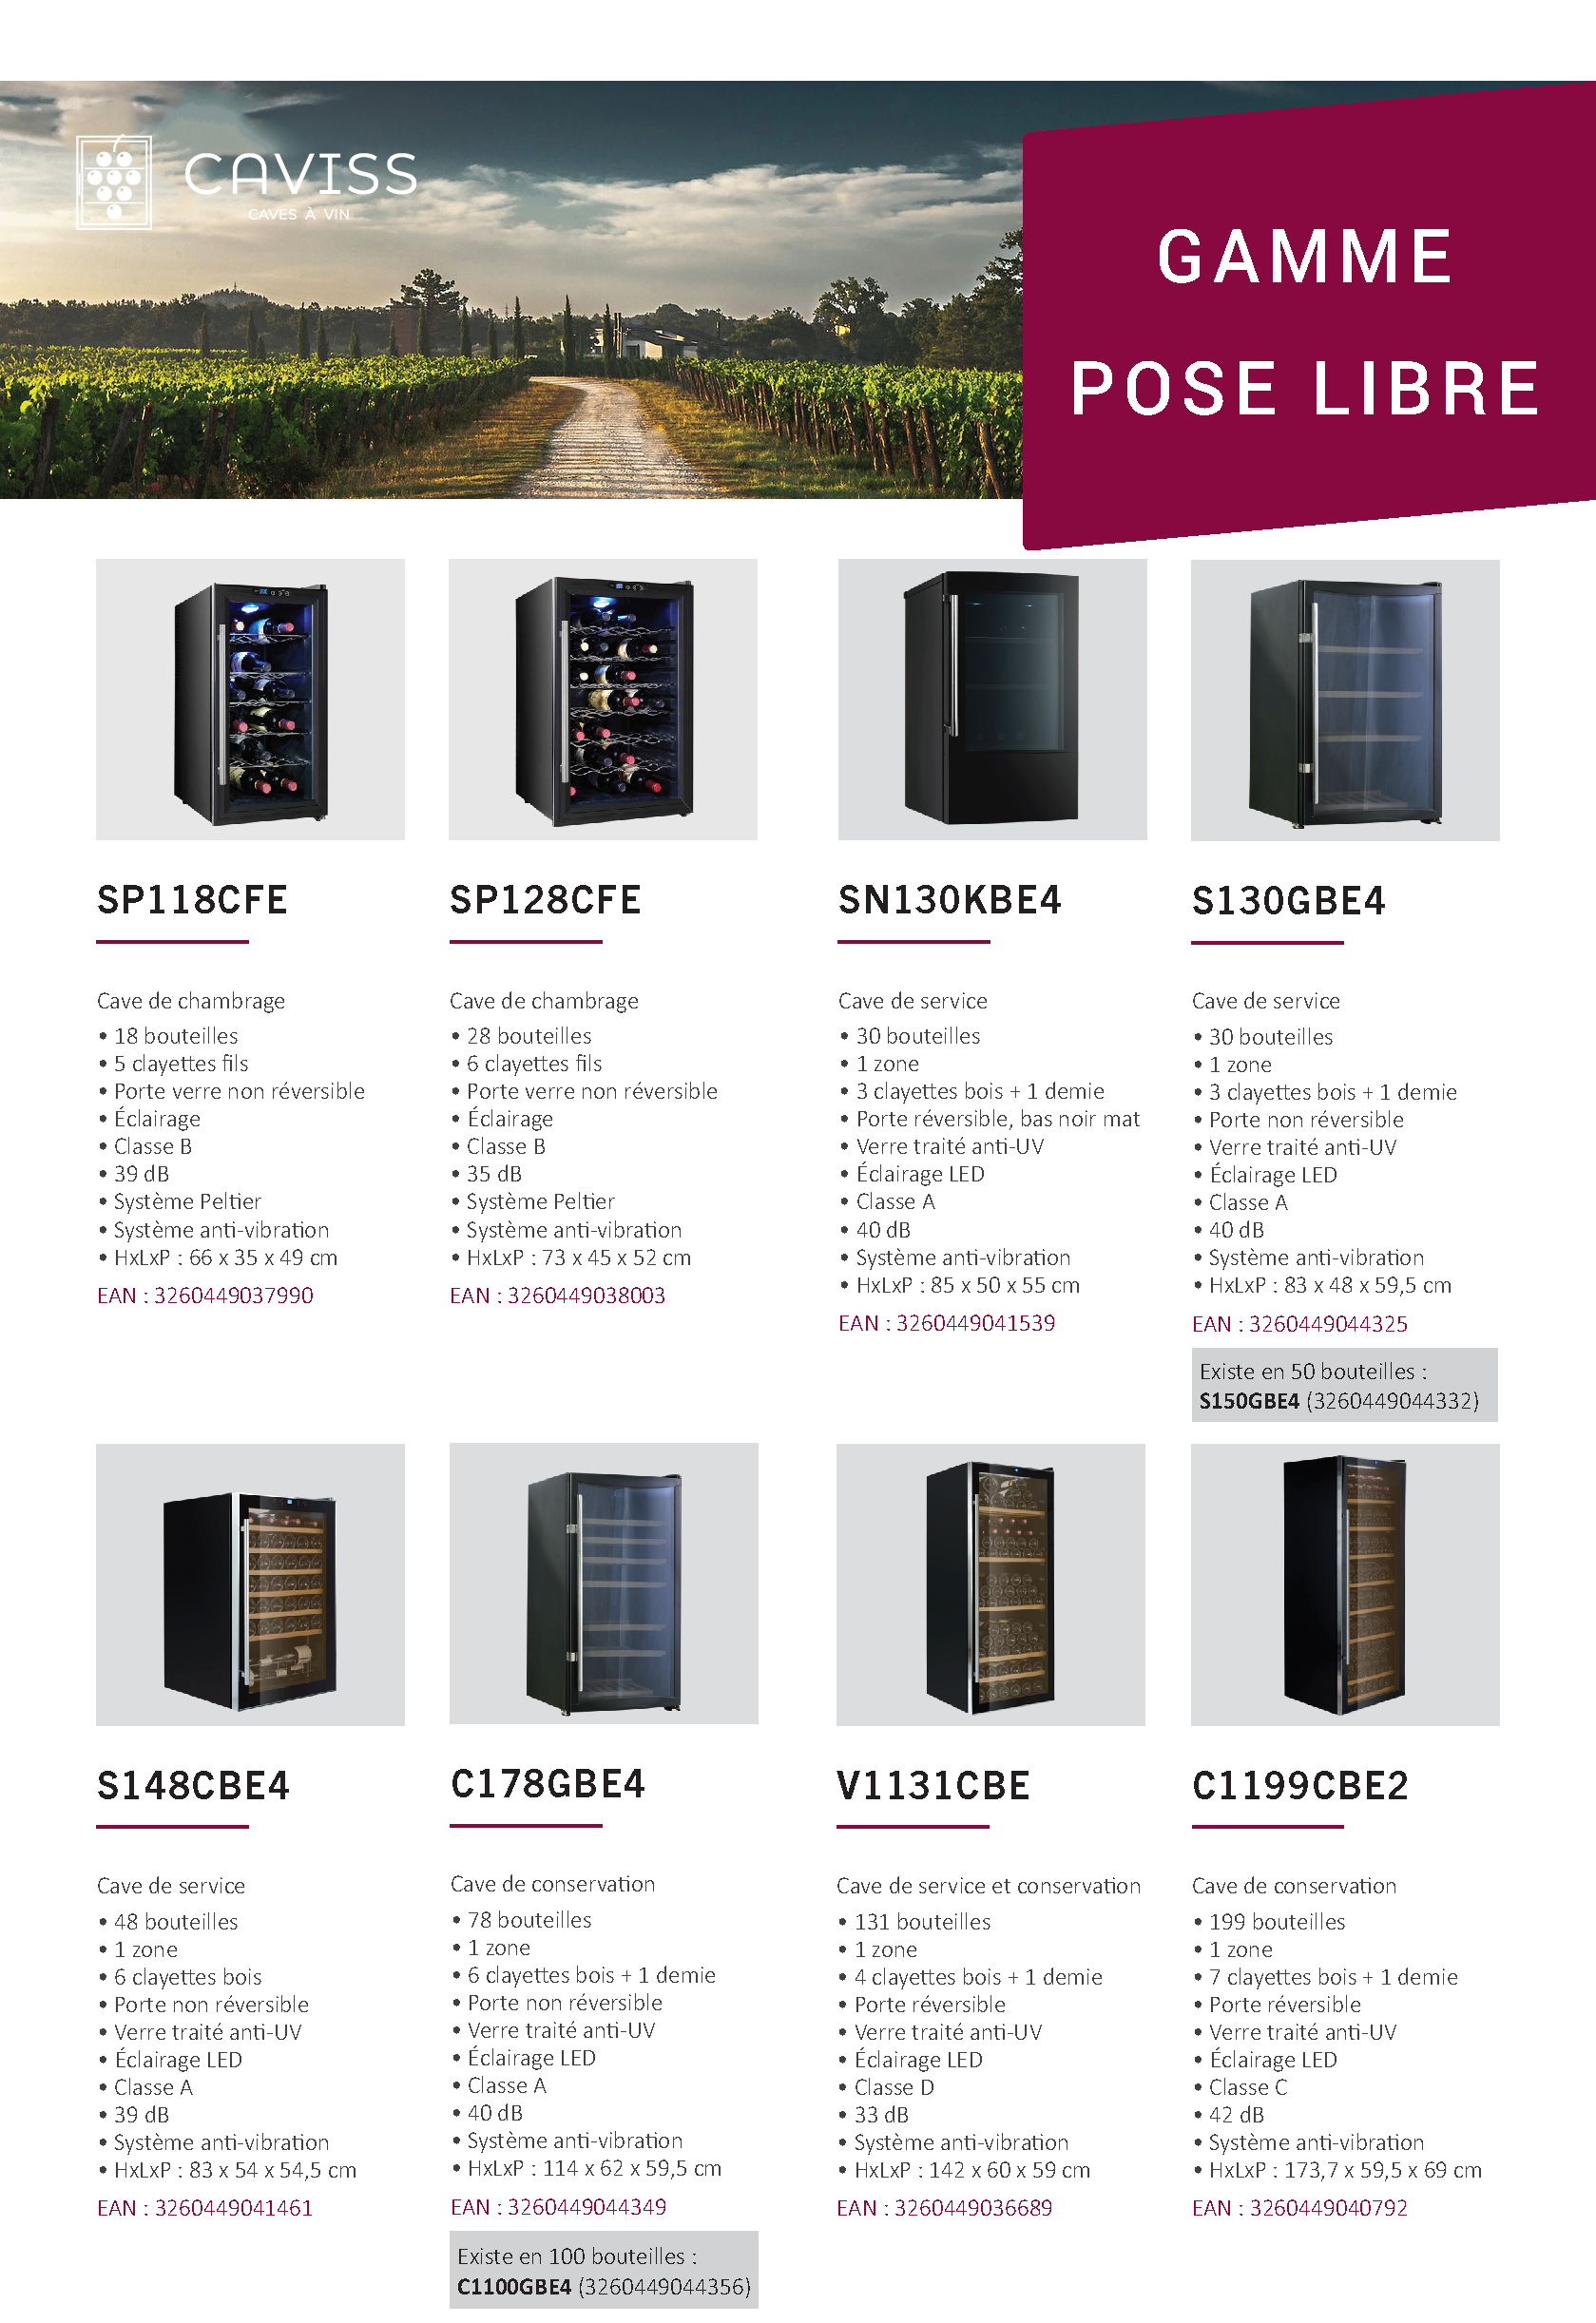 CAVISS
CAVES À VIN
GAMME
POSE LIBRE
SP118CFE
Cave de chambrage
• 18 bouteilles
• 5 clayettes fils
• Porte verre non réversible
• Éclairage
• Classe B
• 39 dB
• Système Peltier
• Système anti-vibration
• HxLxP : 66 x 35 x 49 cm
EAN : 3260449037990
SP128CFE
Cave de chambrage
• 28 bouteilles
• 6 clayettes fils
• Porte verre non réversible
• Éclairage
• Classe B
• 35 dB
• Système Peltier
• Système anti-vibration
• HxLxP : 73 x 45 x 52 cm
EAN : 3260449038003
SN130KBE4
Cave de service
• 30 bouteilles
• 1 zone
• 3 clayettes bois + 1 demie
• Porte réversible, bas noir mat
• Verre traité anti-UV
• Éclairage LED
• Classe A
• 40 dB
• Système anti-vibration
• HxLxP : 85 x 50 x 55 cm
EAN : 3260449041539
S130GBE4
Cave de service
• 30 bouteilles
• 1 zone
• 3 clayettes bois + 1 demie
• Porte non réversible
• Verre traité anti-UV
• Éclairage LED
• Classe A
• 40 dB
• Système anti-vibration
• HxLxP : 83 x 48 x 59,5 cm
EAN : 3260449044325
Existe en 50 bouteilles :
S150GBE4 (3260449044332)
S148CBE4
Cave de service
• 48 bouteilles
• 1 zone
• 6 clayettes bois
• Porte non réversible
• Verre traité anti-UV
• Éclairage LED
• Classe A
• 39 dB
• Système anti-vibration
• HxLxP : 83 x 54 x 54,5 cm
EAN : 3260449041461
C178GBE4
Cave de conservation
• 78 bouteilles
• 1 zone
• 6 clayettes bois + 1 demie
• Porte non réversible
• Verre traité anti-UV
• Éclairage LED
• Classe A
• 40 dB
• Système anti-vibration
• HxLxP : 114 x 62 x 59,5 cm
EAN : 3260449044349
Existe en 100 bouteilles :
C1100GBE4 (3260449044356)
V1131CBE
Cave de service et conservation
• 131 bouteilles
• 1 zone
• 4 clayettes bois + 1 demie
• Porte réversible
• Verre traité anti-UV
• Éclairage LED
• Classe D
• 33 dB
• Système anti-vibration
• HxLxP : 142 x 60 x 59 cm
EAN : 3260449036689
C1199CBE2
Cave de conservation
• 199 bouteilles
• 1 zone
• 7 clayettes bois + 1 demie
• Porte réversible
• Verre traité anti-UV
• Éclairage LED
• Classe C
• 42 dB
• Système anti-vibration
• HxLxP : 173,7 x 59,5 x 69 cm
EAN : 3260449040792